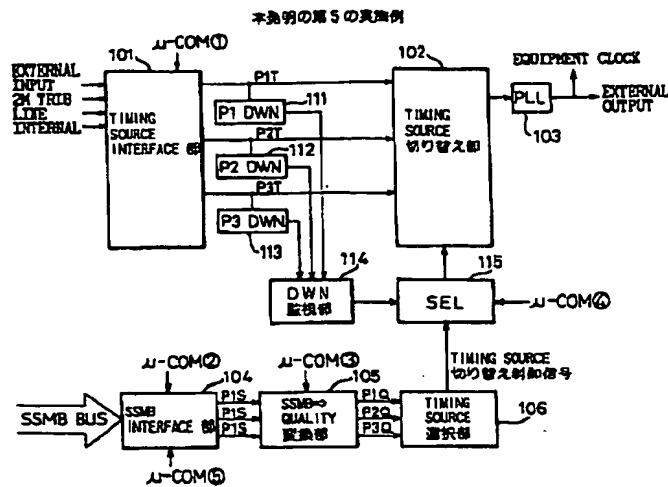 本発明の第5の実施例
101
μ-COM①
102
EQUIPMENT CLOCK
EXTERNAL
INPUT
2M TRIB
LINE
INTERNAL
TIMING
SOURCE
INTERFACE 部
P1T
P1 DWN
111
P2T
112
P2 DWN
P3T
P3 DWN
113
TIMING
SOURCE
切り替え部
PLL
103
EXTERNAL
OUTPUT
114
DWN
監視部
115
SEL
μ-COM④
TIMING SOURCE
切り替え制御信号
μ-COM②
μ-COM③
104
105
106
SSMB BUS
SSMB
INTERFACE 部
P1S
P1S
P1S
SSMB⇒
QUALITY
変換部
P1Q
P2Q
P3Q
TIMING
SOURCE
選択部
μ-COM⑤